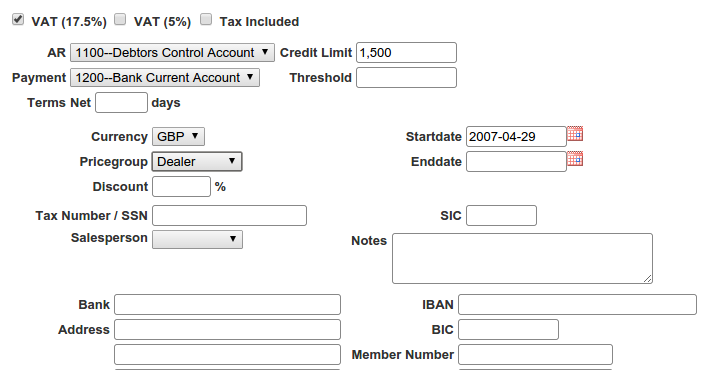 VAT (17.5%) VAT (5%) Tax Included
AR 1100--Debtors Control Account Credit Limit 1,500
Payment 1200--Bank Current Account Threshold
Terms Net days
Currency GBP Startdate 2007-04-29
Pricegroup Dealer Enddate
Discount %
Tax Number / SSN SIC
Salesperson Notes
Bank IBAN
Address BIC
Member Number